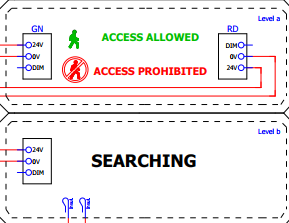 Level a
GN
RD
24V
0V
DIM
ACCESS ALLOWED
ACCESS PROHIBITED
DIM
0V
24V
Level b
24V
0V
DIM
SEARCHING